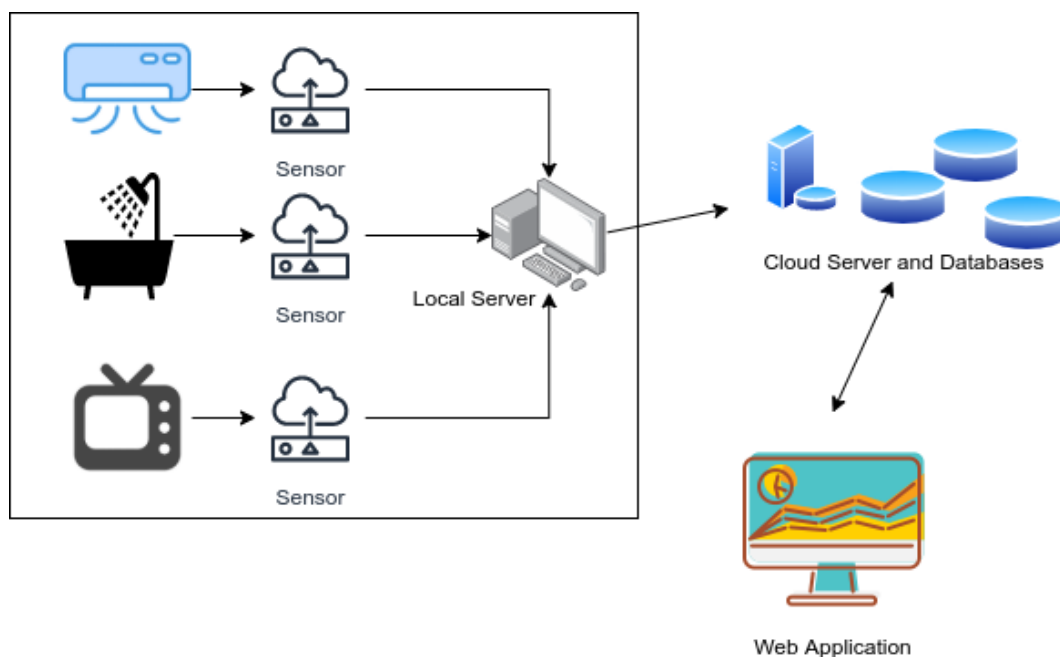 Sensor
Sensor
Local Server
Sensor
Cloud Server and Databases
Web Application